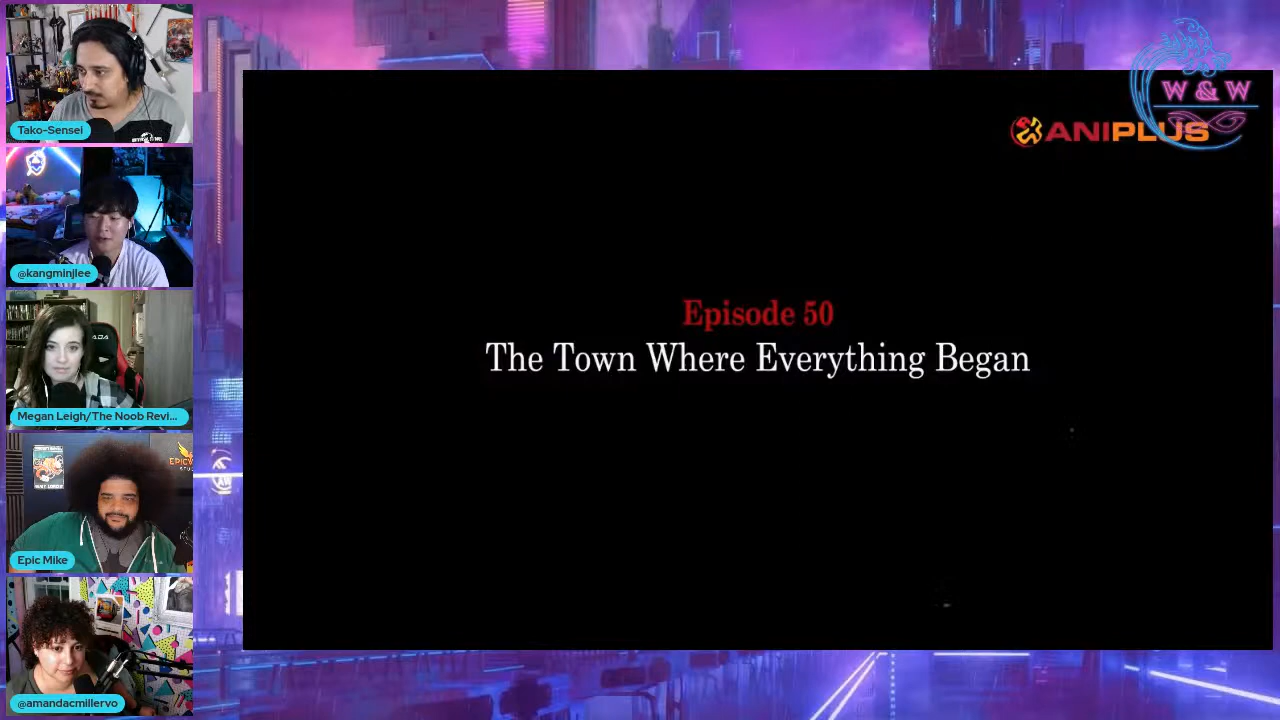 Tako-Sensei
@kangminjlee
Megan Leigh/The Noob Revi...
Epic Mike
@amandacmillervo
W & W
ANIPLUS
Episode 50
The Town Where Everything Began